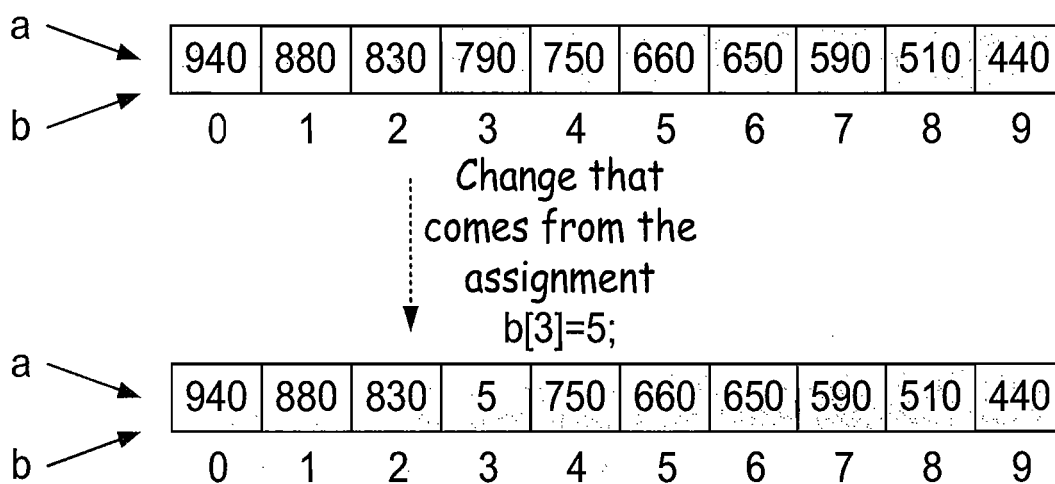 a
940 880 830 790 750 660 650 590 510 440
b
0 1 2 3 4 5 6 7 8 9
Change that
comes from the
assignment
b[3]=5;
a
940 880 830 5 750 660 650 590 510 440
b
0 1 2 3 4 5 6 7 8 9